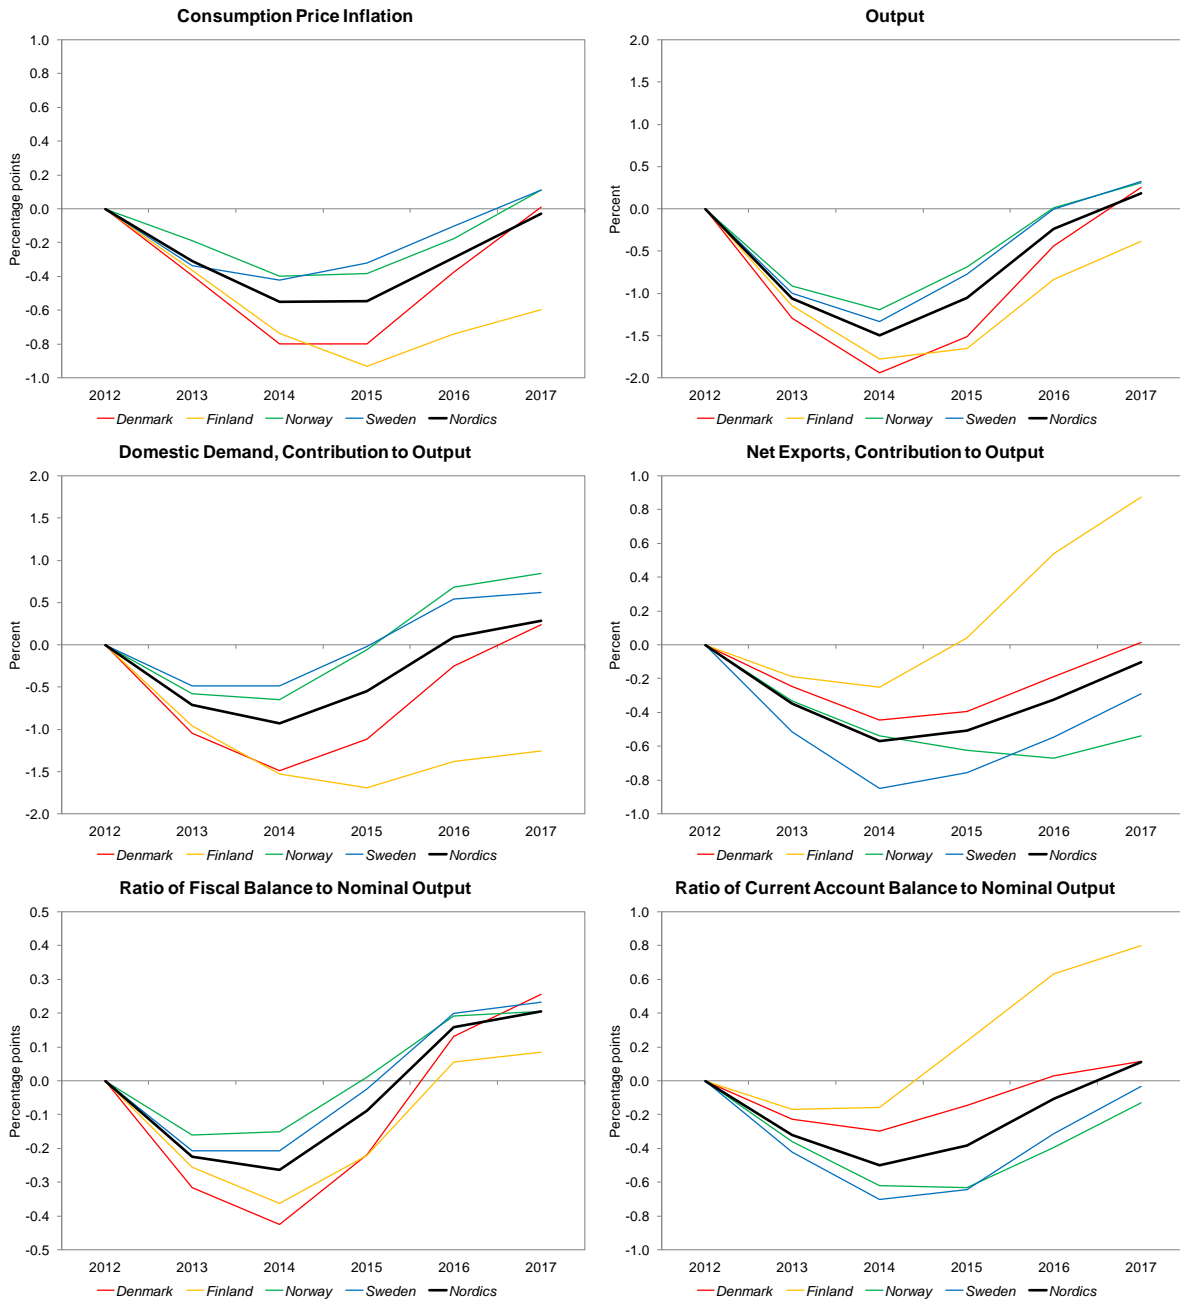 Consumption Price Inflation
1.0
0.8
0.6
0.4
0.2
0.0
-0.2
-0.4
-0.6
-0.8
-1.0
Percentage points
2012 2013 2014 2015 2016 2017
Denmark Finland Norway Sweden Nordics
Output
2.0
1.5
1.0
0.5
0.0
-0.5
-1.0
-1.5
-2.0
Percent
2012 2013 2014 2015 2016 2017
Denmark Finland Norway Sweden Nordics
Domestic Demand, Contribution to Output
2.0
1.5
1.0
0.5
0.0
-0.5
-1.0
-1.5
-2.0
Percent
2012 2013 2014 2015 2016 2017
Denmark Finland Norway Sweden Nordics
Net Exports, Contribution to Output
1.0
0.8
0.6
0.4
0.2
0.0
-0.2
-0.4
-0.6
-0.8
-1.0
Percent
2012 2013 2014 2015 2016 2017
Denmark Finland Norway Sweden Nordics
Ratio of Fiscal Balance to Nominal Output
0.5
0.4
0.3
0.2
0.1
0.0
-0.1
-0.2
-0.3
-0.4
-0.5
Percentage points
2012 2013 2014 2015 2016 2017
Denmark Finland Norway Sweden Nordics
Ratio of Current Account Balance to Nominal Output
1.0
0.8
0.6
0.4
0.2
0.0
-0.2
-0.4
-0.6
-0.8
-1.0
Percentage points
2012 2013 2014 2015 2016 2017
Denmark Finland Norway Sweden Nordics